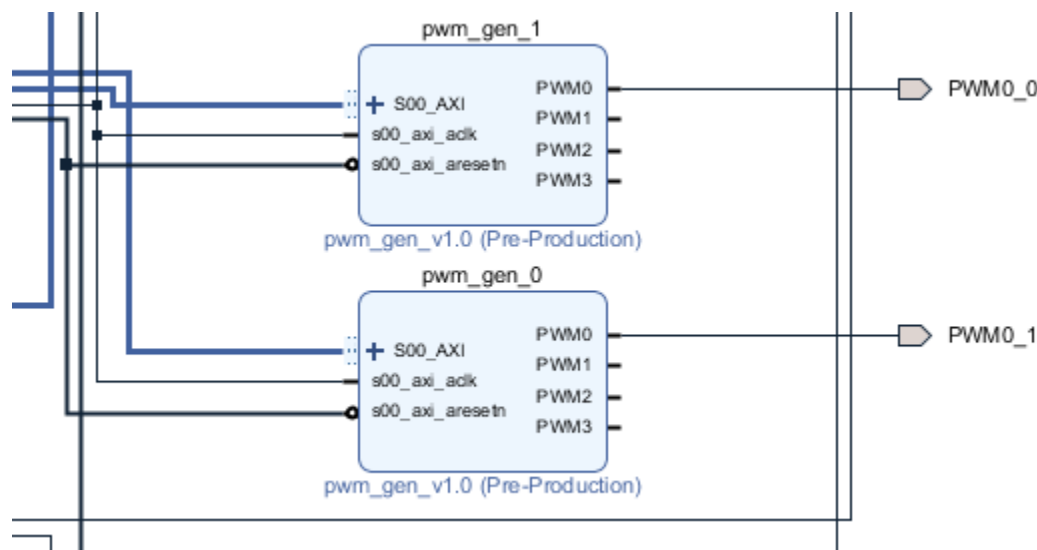 pwm_gen_1
PWM0
PWM0_0
S00_AXI
PWM1
s00_axi_aclk
PWM2
s00_axi_aresetn
PWM3
pwm_gen_v1.0 (Pre-Production)
pwm_gen_0
PWM0
PWM0_1
S00_AXI
PWM1
s00_axi_aclk
PWM2
s00_axi_aresetn
PWM3
pwm_gen_v1.0 (Pre-Production)